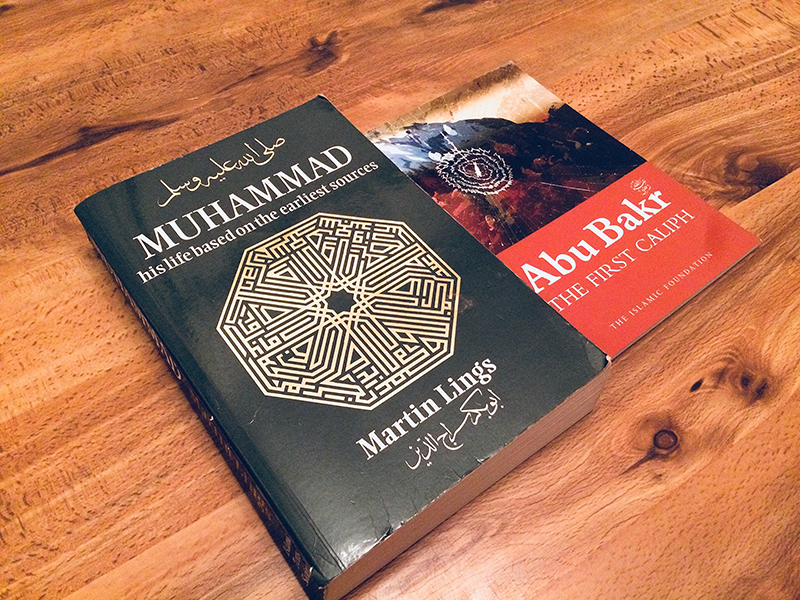 صلى الله عليه وسلم
MUHAMMAD
his life based on the earliest sources
Martin Lings
ابو بكر سراج الدين
Abu Bakr
THE FIRST CALIPH
THE ISLAMIC FOUNDATION